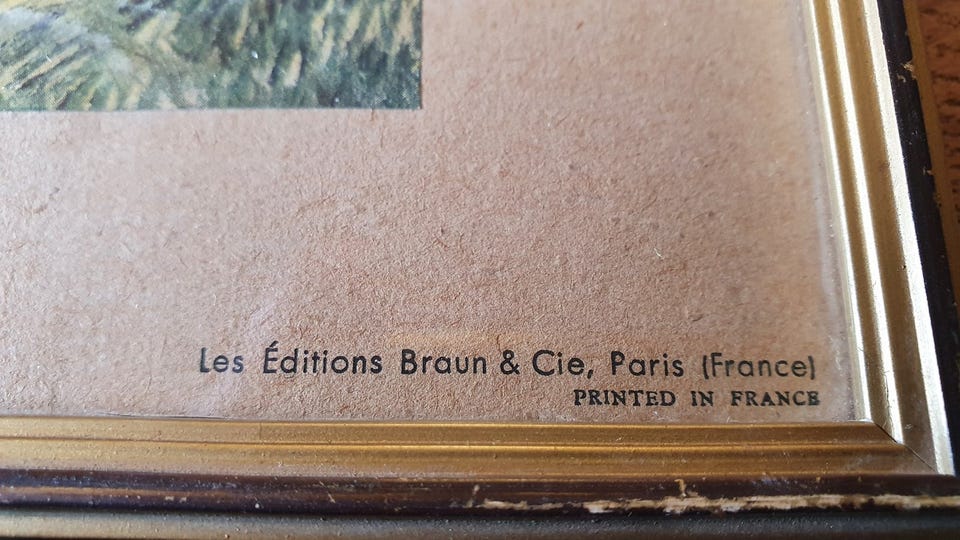 Les Éditions Braun & Cie, Paris (France)
PRINTED IN FRANCE